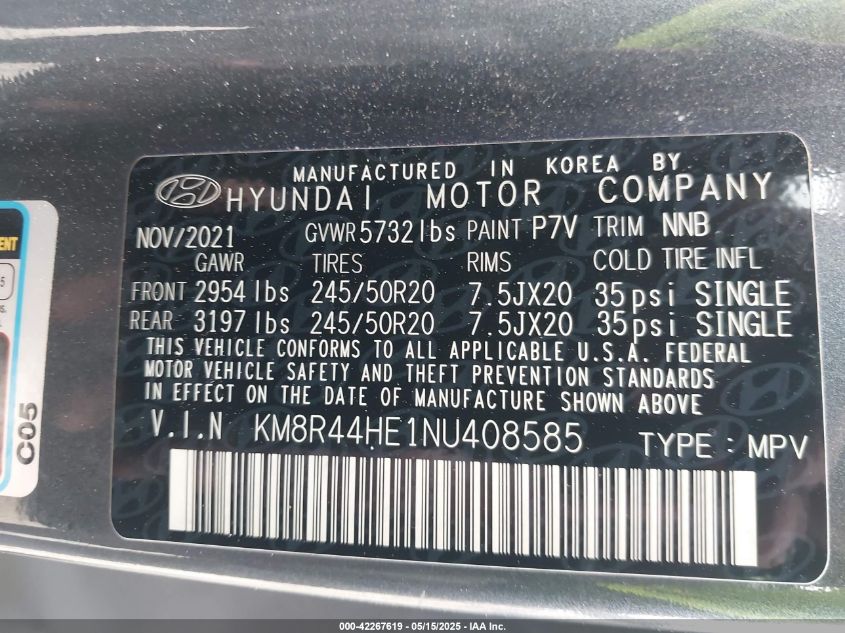 MANUFACTURED IN KOREA BY
HYUNDAI MOTOR COMPANY
NOV/2021 GVWR 5732lbs PAINT P7V TRIM NNB
GAWR TIRES RIMS COLD TIRE INFL
FRONT 2954 lbs 245/50R20 7.5JX20 35psi SINGLE
REAR 3197 lbs 245/50R20 7.5JX20 35psi SINGLE
THIS VEHICLE CONFORMS TO ALL APPLICABLE U.S.A. FEDERAL
MOTOR VEHICLE SAFETY AND THEFT PREVENTION STANDARDS
IN EFFECT ON THE DATE OF MANUFACTURE SHOWN ABOVE.
V.I.N KM8R44HE1NU408585 TYPE : MPV
C05
000-42267619 - 05/15/2025 - IAA Inc.